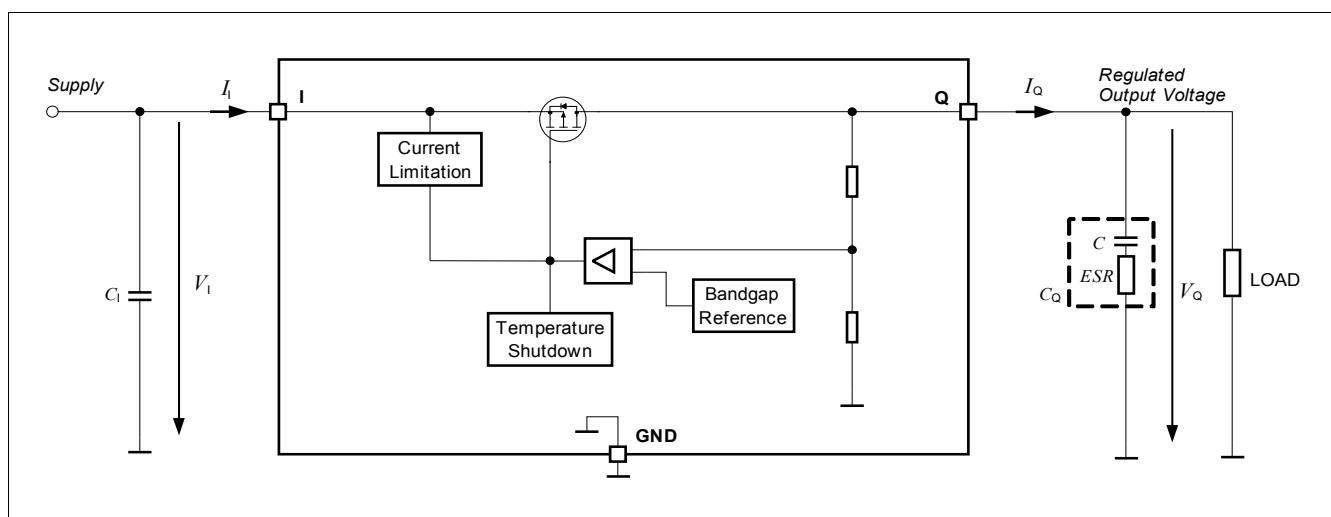 Supply
I_I
I
Q
I_Q
Regulated
Output Voltage
Current
Limitation
C_I
V_I
Bandgap
Reference
Temperature
Shutdown
C
ESR
C_Q
V_Q
LOAD
GND